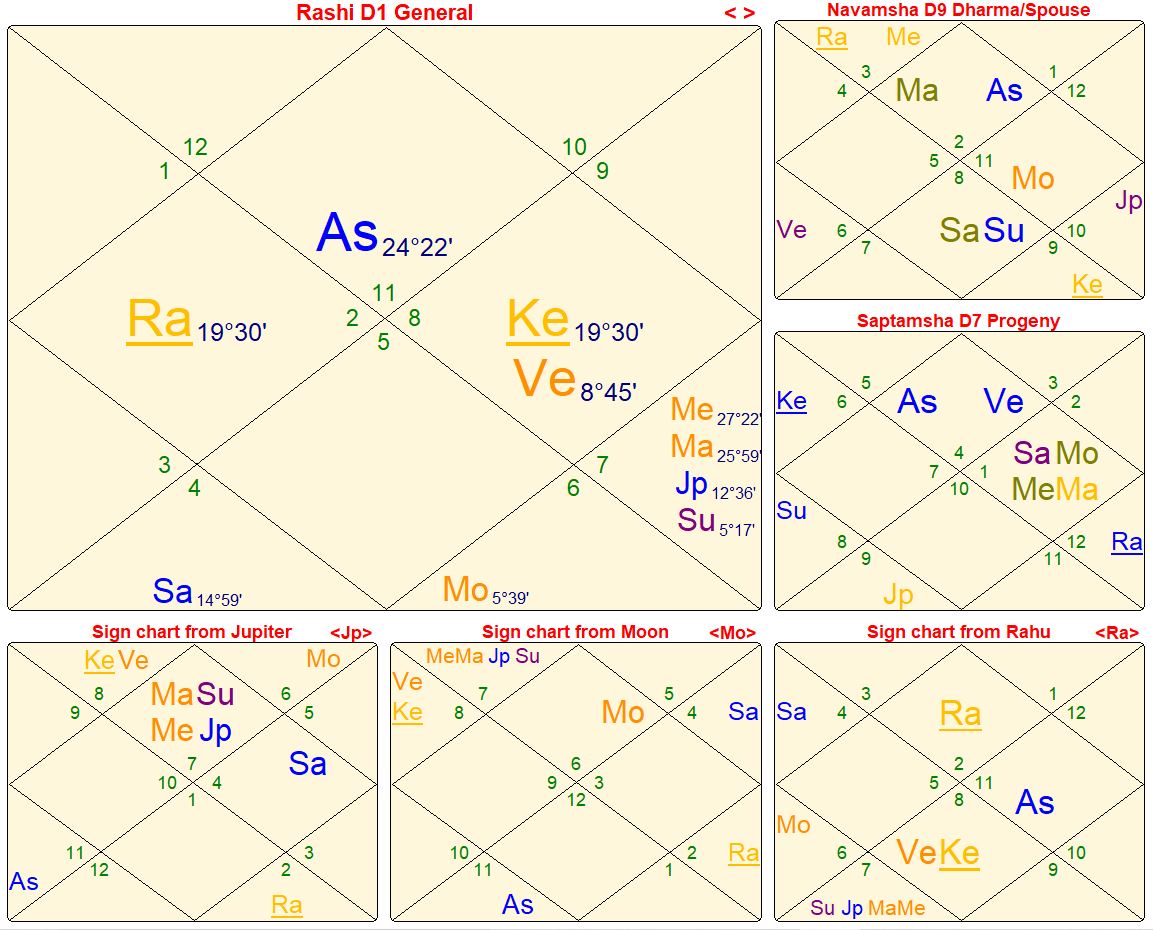 Rashi D1 General
< >
12
10
1
9
As 24°22'
11
2
8
5
Ra 19°30'
Ke 19°30'
Ve 8°45'
Me 27°22'
Ma 25°59'
Jp 12°36'
Su 5°17'
3
7
4
6
Sa 14°59'
Mo 5°39'
Navamsha D9 Dharma/Spouse
Ra Me
3
1
4
12
Ma
As
2
5
11
8
Mo
Jp
Ve
6
10
7
9
Sa Su
Ke
Saptamsha D7 Progeny
5
3
6
2
Ke
As
Ve
4
7
1
10
Sa Mo
Me Ma
Su
Ra
8
12
9
11
Jp
Sign chart from Jupiter
<Jp>
Ke Ve
Mo
8
6
9
5
Ma Su
Me Jp
Sa
7
10
4
1
11
3
12
2
As
Ra
Sign chart from Moon
<Mo>
Me Ma Jp Su
Ve
Ke
7
5
8
4
Mo
Sa
6
9
3
12
10
2
11
1
Ra
As
Sign chart from Rahu
<Ra>
3
1
4
12
Sa
Ra
2
5
11
8
As
Mo
6
10
7
9
Ve Ke
Su Jp Ma Me